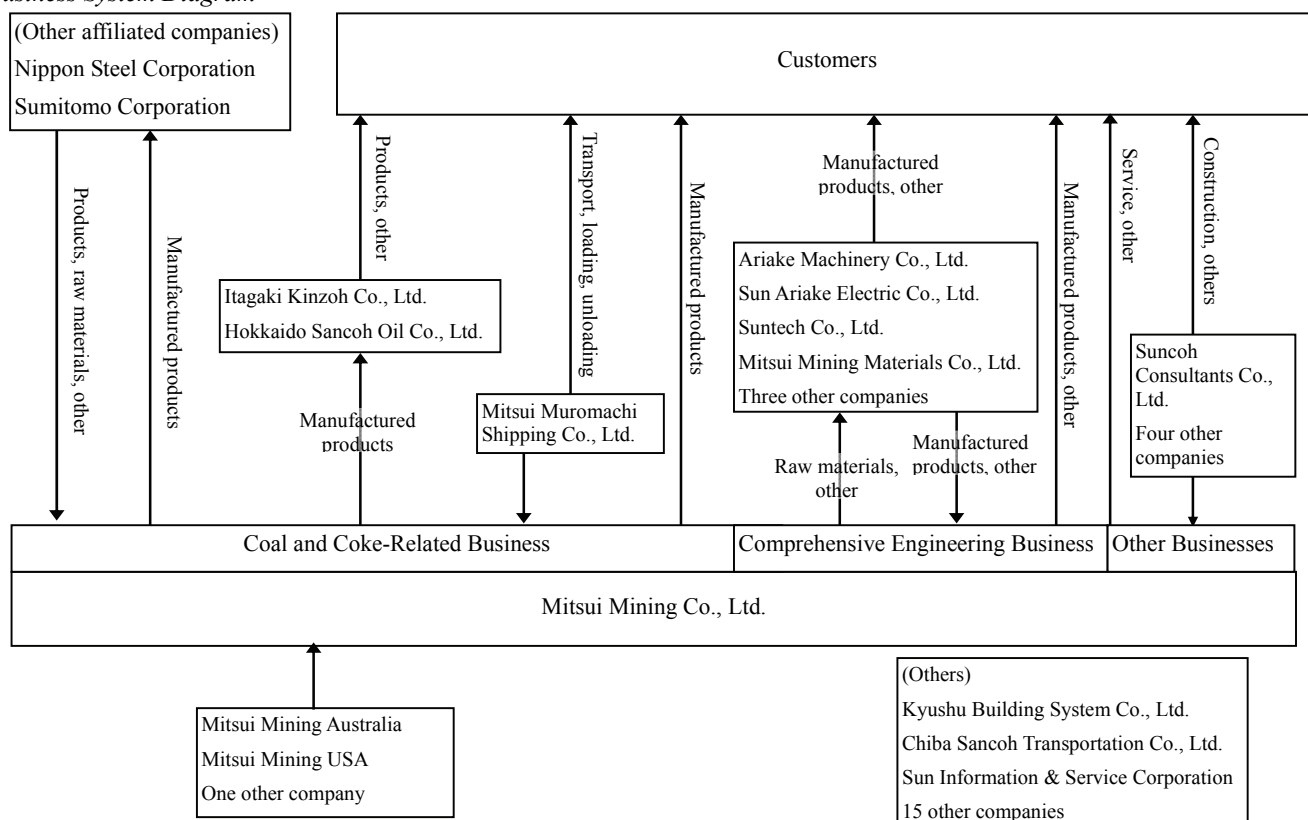 usiness System Diagram
(Other affiliated companies)
Nippon Steel Corporation
Sumitomo Corporation
Customers
Products, raw materials, other
Manufactured products
Products, other
Transport, loading, unloading
Manufactured products
Manufactured
products, other
Manufactured products, other
Service, other
Construction, others
Itagaki Kinzoh Co., Ltd.
Hokkaido Sancoh Oil Co., Ltd.
Ariake Machinery Co., Ltd.
Sun Ariake Electric Co., Ltd.
Suntech Co., Ltd.
Mitsui Mining Materials Co., Ltd.
Three other companies
Suncoh
Consultants Co.,
Ltd.
Four other
companies
Manufactured
products
Mitsui Muromachi
Shipping Co., Ltd.
Raw materials,
other
Manufactured
products, other
Coal and Coke-Related Business
Comprehensive Engineering Business
Other Businesses
Mitsui Mining Co., Ltd.
Mitsui Mining Australia
Mitsui Mining USA
One other company
(Others)
Kyushu Building System Co., Ltd.
Chiba Sancoh Transportation Co., Ltd.
Sun Information & Service Corporation
15 other companies